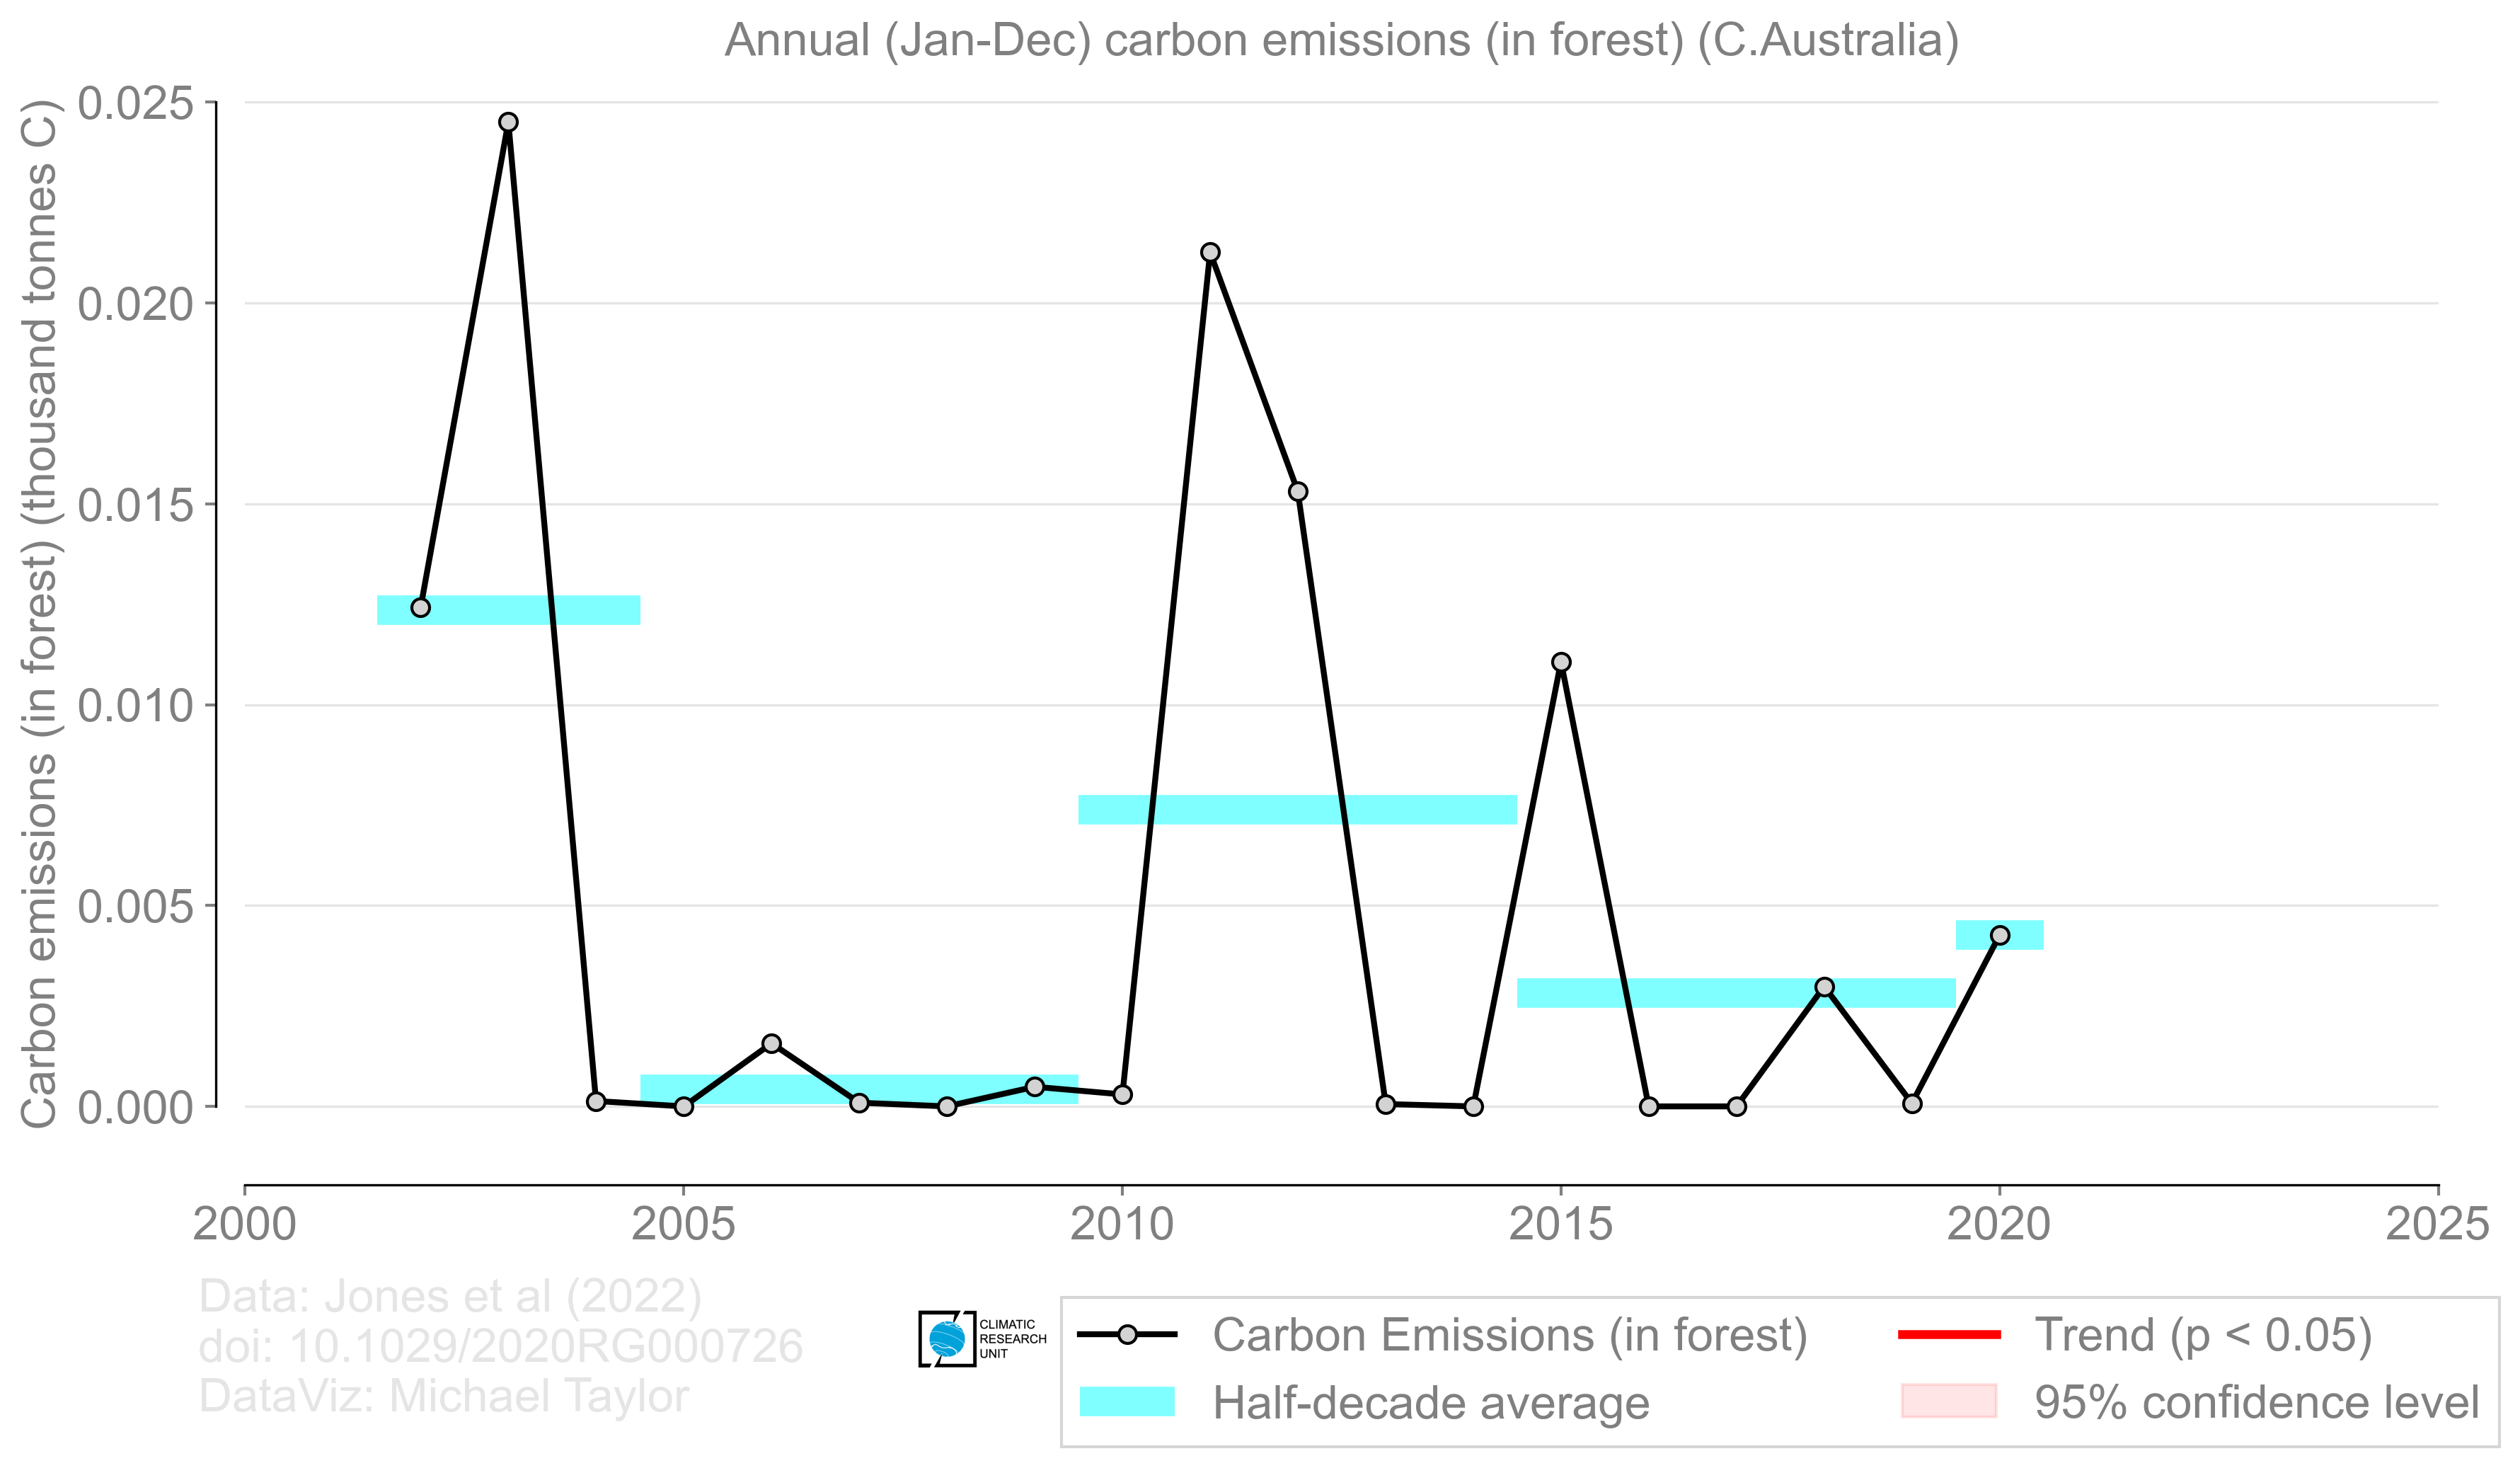 Annual (Jan-Dec) carbon emissions (in forest) (C.Australia)
Carbon emissions (in forest) (thousand tonnes C)
0.025
0.020
0.015
0.010
0.005
0.000
2000 2005 2010 2015 2020 2025
Data: Jones et al (2022)
doi: 10.1029/2020RG000726
DataViz: Michael Taylor
CLIMATIC
RESEARCH
UNIT
Carbon Emissions (in forest)
Half-decade average
Trend (p < 0.05)
95% confidence level